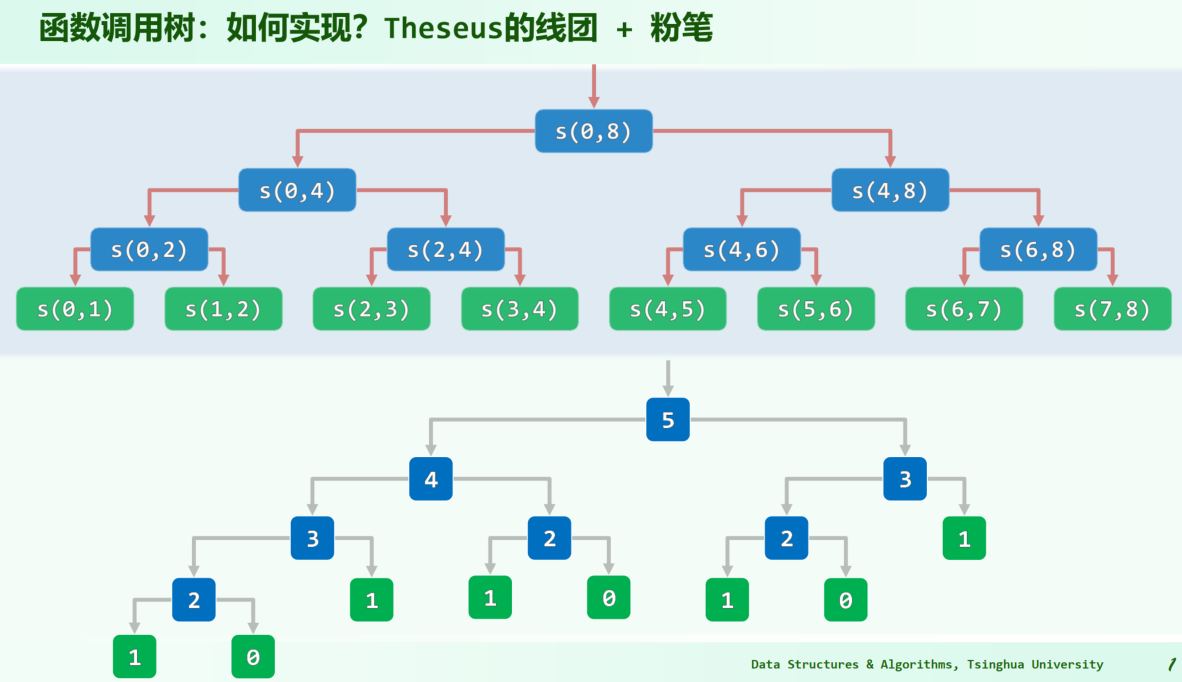 函数调用树：如何实现？Theseus的线团 + 粉笔
s(0,8)
s(0,4) s(4,8)
s(0,2) s(2,4) s(4,6) s(6,8)
s(0,1) s(1,2) s(2,3) s(3,4) s(4,5) s(5,6) s(6,7) s(7,8)
5
4 3
3 2 2 1
2 1 1 0 1 0
1 0
Data Structures & Algorithms, Tsinghua University 1